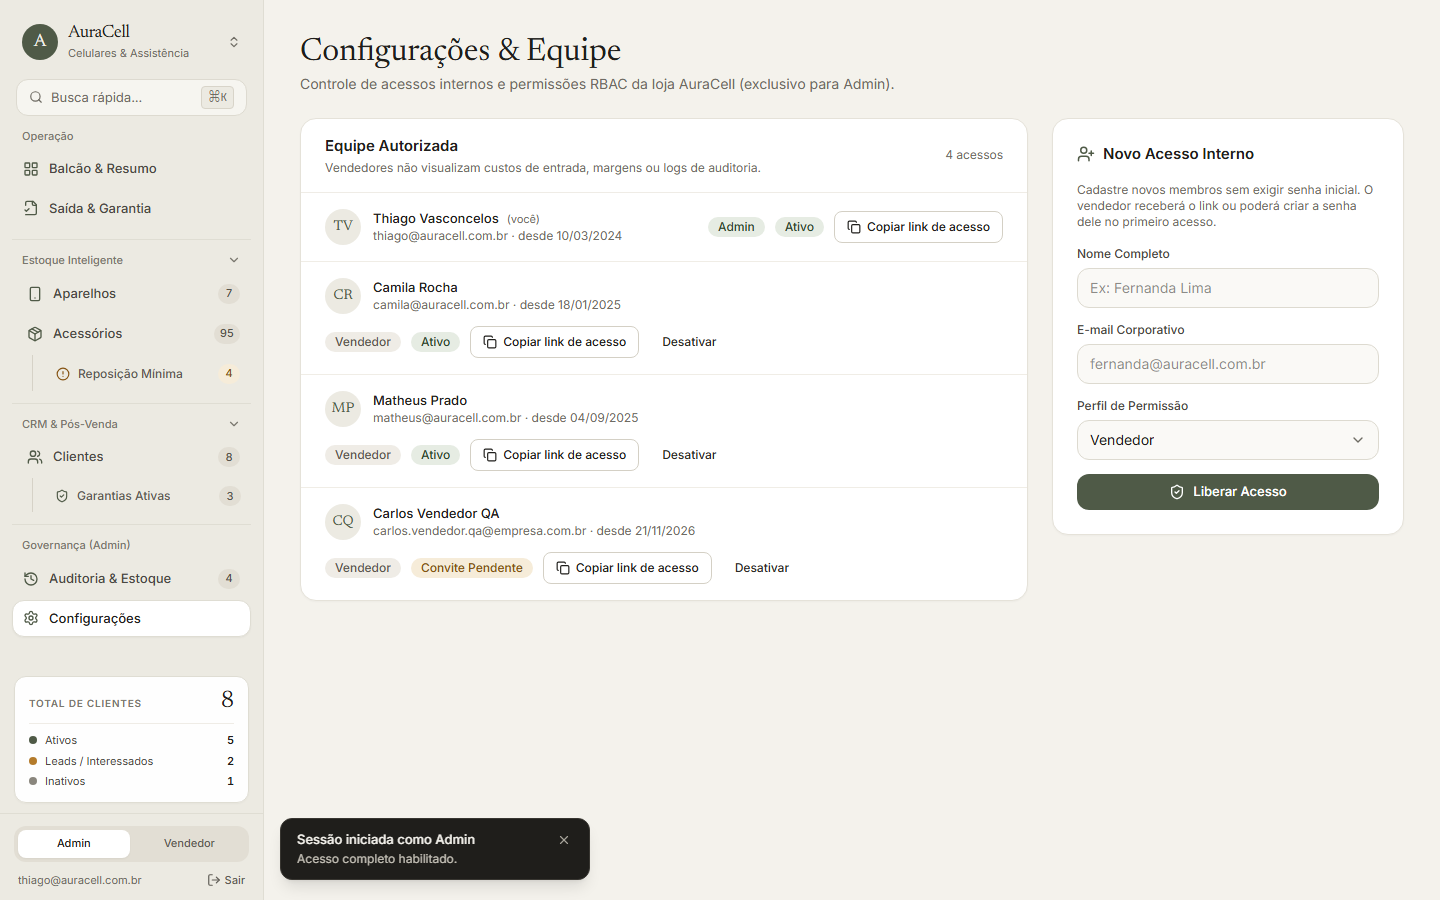 A
AuraCell
Celulares & Assistência
Busca rápida...
⌘K
Operação
Balcão & Resumo
Saída & Garantia
Estoque Inteligente
Aparelhos 7
Acessórios 95
Reposição Mínima 4
CRM & Pós-Venda
Clientes 8
Garantias Ativas 3
Governança (Admin)
Auditoria & Estoque 4
Configurações
TOTAL DE CLIENTES 8
Ativos 5
Leads / Interessados 2
Inativos 1
Admin Vendedor
thiago@auracell.com.br Sair
Configurações & Equipe
Controle de acessos internos e permissões RBAC da loja AuraCell (exclusivo para Admin).
Equipe Autorizada
Vendedores não visualizam custos de entrada, margens ou logs de auditoria.
4 acessos
TV
Thiago Vasconcelos (você)
thiago@auracell.com.br · desde 10/03/2024
Admin Ativo Copiar link de acesso
CR
Camila Rocha
camila@auracell.com.br · desde 18/01/2025
Vendedor Ativo Copiar link de acesso Desativar
MP
Matheus Prado
matheus@auracell.com.br · desde 04/09/2025
Vendedor Ativo Copiar link de acesso Desativar
CQ
Carlos Vendedor QA
carlos.vendedor.qa@empresa.com.br · desde 21/11/2026
Vendedor Convite Pendente Copiar link de acesso Desativar
Novo Acesso Interno
Cadastre novos membros sem exigir senha inicial. O
vendedor receberá o link ou poderá criar a senha
dele no primeiro acesso.
Nome Completo
Ex: Fernanda Lima
E-mail Corporativo
fernanda@auracell.com.br
Perfil de Permissão
Vendedor
Liberar Acesso
Sessão iniciada como Admin
Acesso completo habilitado.